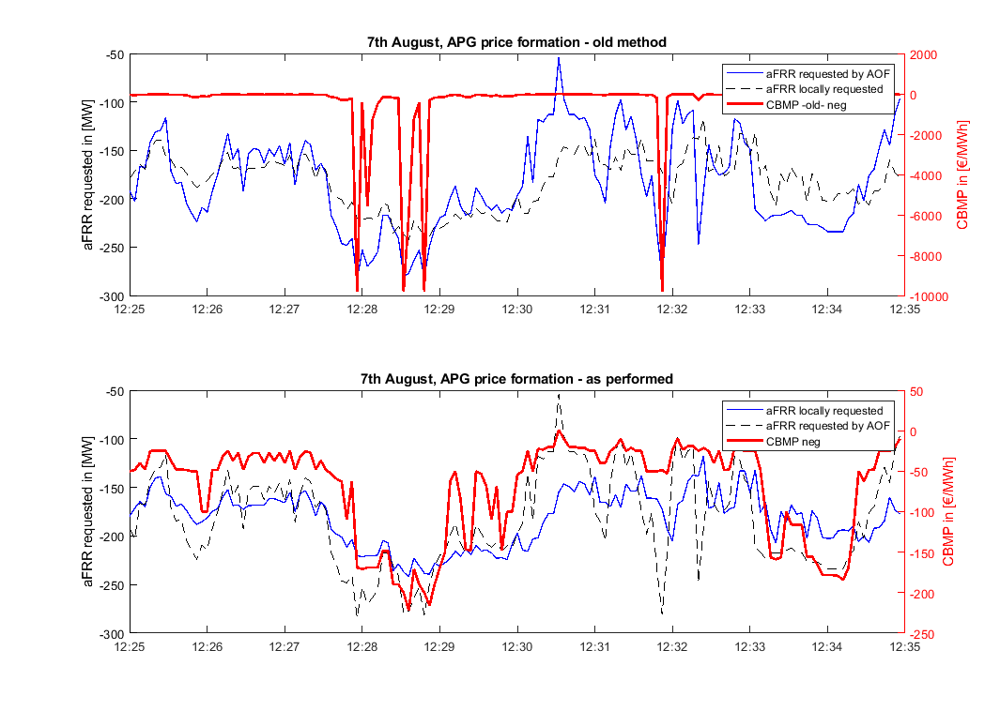 7th August, APG price formation - old method
aFRR requested in [MW]
-50
-100
-150
-200
-250
-300
2000
0
-2000
-4000
-6000
-8000
-10000
CBMP in [€/MWh]
aFRR requested by AOF
aFRR locally requested
CBMP -old- neg
12:25 12:26 12:27 12:28 12:29 12:30 12:31 12:32 12:33 12:34 12:35
7th August, APG price formation - as performed
aFRR requested in [MW]
-50
-100
-150
-200
-250
-300
50
0
-50
-100
-150
-200
-250
CBMP in [€/MWh]
aFRR locally requested
aFRR requested by AOF
CBMP neg
12:25 12:26 12:27 12:28 12:29 12:30 12:31 12:32 12:33 12:34 12:35